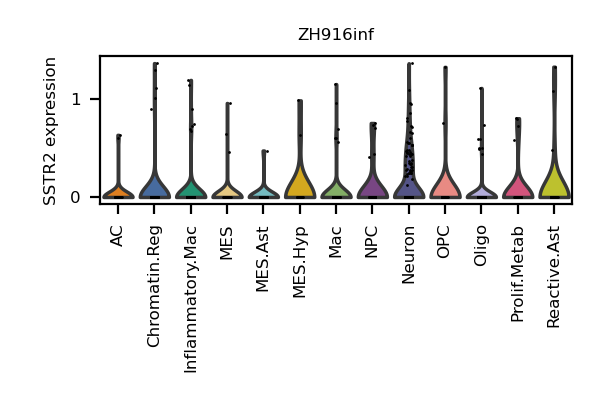 ZH916inf
SSTR2 expression
1
0
AC
Chromatin.Reg
Inflammatory.Mac
MES
MES.Ast
MES.Hyp
Mac
NPC
Neuron
OPC
Oligo
Prolif.Metab
Reactive.Ast